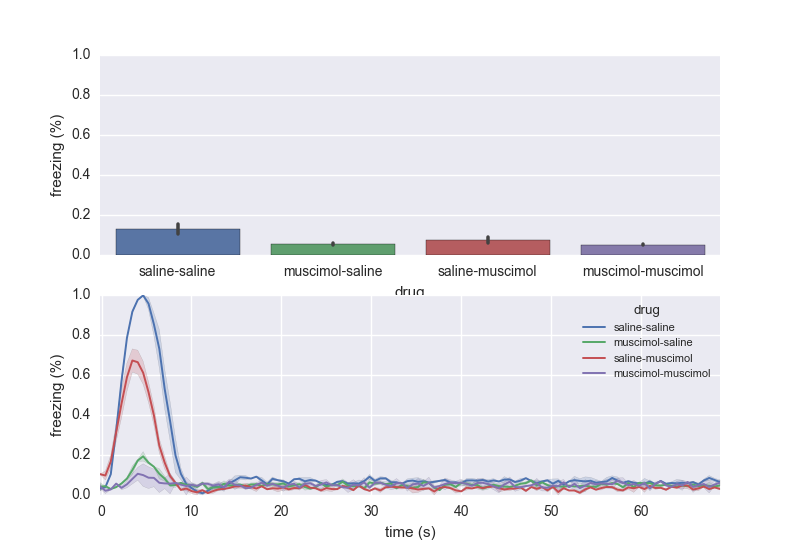 1.0
0.8
0.6
0.4
0.2
0.0
freezing (%)
saline-saline muscimol-saline saline-muscimol muscimol-muscimol
drug
1.0
0.8
0.6
0.4
0.2
0.0
freezing (%)
drug
saline-saline
muscimol-saline
saline-muscimol
muscimol-muscimol
0 10 20 30 40 50 60
time (s)